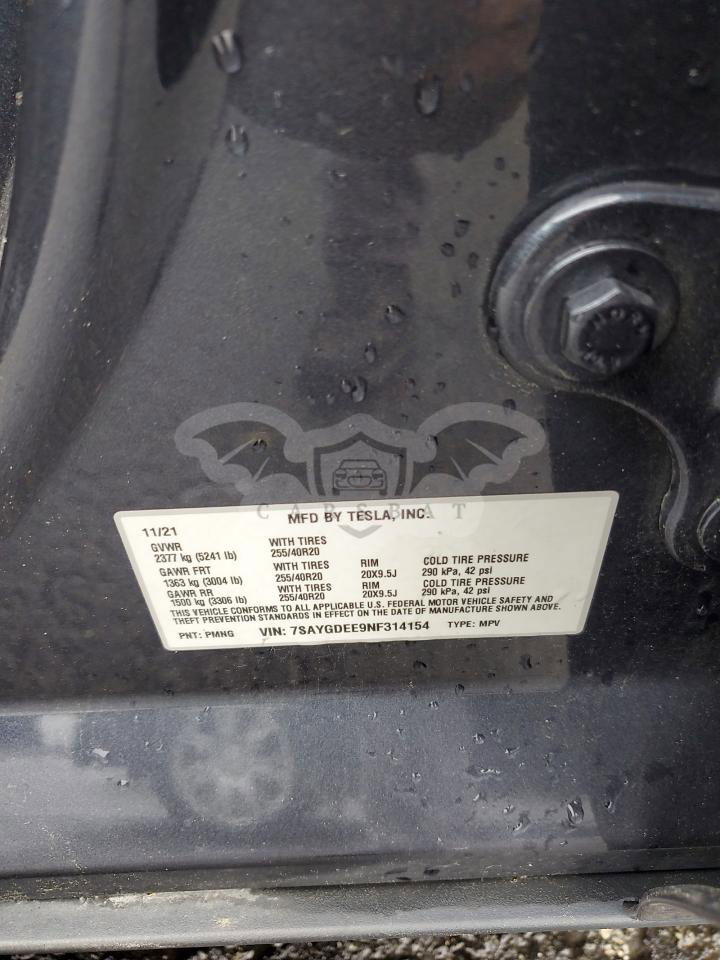 CARSBAT
MFD BY TESLA, INC.
11/21
GVWR WITH TIRES
2377 kg (5241 lb) 255/40R20
GAWR FRT WITH TIRES RIM COLD TIRE PRESSURE
1363 kg (3004 lb) 255/40R20 20X9.5J 290 kPa, 42 psi
GAWR RR WITH TIRES RIM COLD TIRE PRESSURE
1500 kg (3306 lb) 255/40R20 20X9.5J 290 kPa, 42 psi
THIS VEHICLE CONFORMS TO ALL APPLICABLE U.S. FEDERAL MOTOR VEHICLE SAFETY AND
THEFT PREVENTION STANDARDS IN EFFECT ON THE DATE OF MANUFACTURE SHOWN ABOVE.
PNT: PMNG VIN: 7SAYGDEE9NF314154 TYPE: MPV